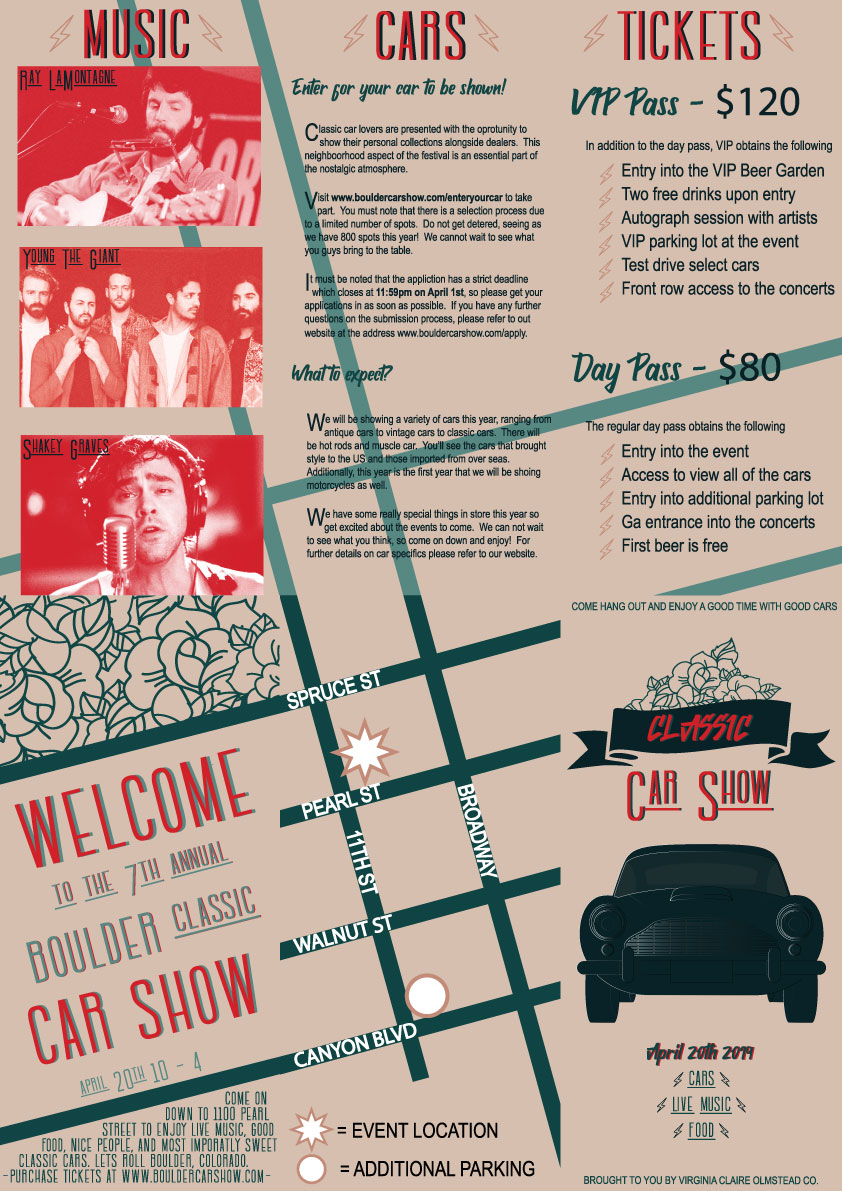 MUSIC
RAY LAMONTAGNE
YOUNG THE GIANT
SHAKEY GRAVES
CARS
Enter for your car to be shown!
Classic car lovers are presented with the oprotunity to
show their personal collections alongside dealers. This
neighboorhood aspect of the festival is an essential part of
the nostalgic atmosphere.
Visit www.bouldercarshow.com/enteryourcar to take
part. You must note that there is a selection process due
to a limited number of spots. Do not get detered, seeing as
we have 800 spots this year! We cannot wait to see what
you guys bring to the table.
It must be noted that the appliction has a strict deadline
which closes at 11:59pm on April 1st, so please get your
applications in as soon as possible. If you have any further
questions on the submission process, please refer to out
website at the address www.bouldercarshow.com/apply.
What to expect?
We will be showing a variety of cars this year, ranging from
antique cars to vintage cars to classic cars. There will
be hot rods and muscle car. You'll see the cars that brought
style to the US and those imported from over seas.
Additionally, this year is the first year that we will be shoing
motorcycles as well.
We have some really special things in store this year so
get excited about the events to come. We can not wait
to see what you think, so come on down and enjoy! For
further details on car specifics please refer to our website.
TICKETS
VIP Pass - $120
In addition to the day pass, VIP obtains the following
Entry into the VIP Beer Garden
Two free drinks upon entry
Autograph session with artists
VIP parking lot at the event
Test drive select cars
Front row access to the concerts
Day Pass - $80
The regular day pass obtains the following
Entry into the event
Access to view all of the cars
Entry into additional parking lot
Ga entrance into the concerts
First beer is free
WELCOME
TO THE 7TH ANNUAL
BOULDER CLASSIC
CAR SHOW
APRIL 20TH 10 - 4
COME ON
DOWN TO 1100 PEARL
STREET TO ENJOY LIVE MUSIC, GOOD
FOOD, NICE PEOPLE, AND MOST IMPORATLY SWEET
CLASSIC CARS. LETS ROLL BOULDER, COLORADO.
-PURCHASE TICKETS AT WWW.BOULDERCARSHOW.COM-
SPRUCE ST
PEARL ST
11TH ST
BROADWAY
WALNUT ST
CANYON BLVD
= EVENT LOCATION
= ADDITIONAL PARKING
COME HANG OUT AND ENJOY A GOOD TIME WITH GOOD CARS
CLASSIC
CAR SHOW
April 20th 2019
CARS
LIVE MUSIC
FOOD
BROUGHT TO YOU BY VIRGINIA CLAIRE OLMSTEAD CO.